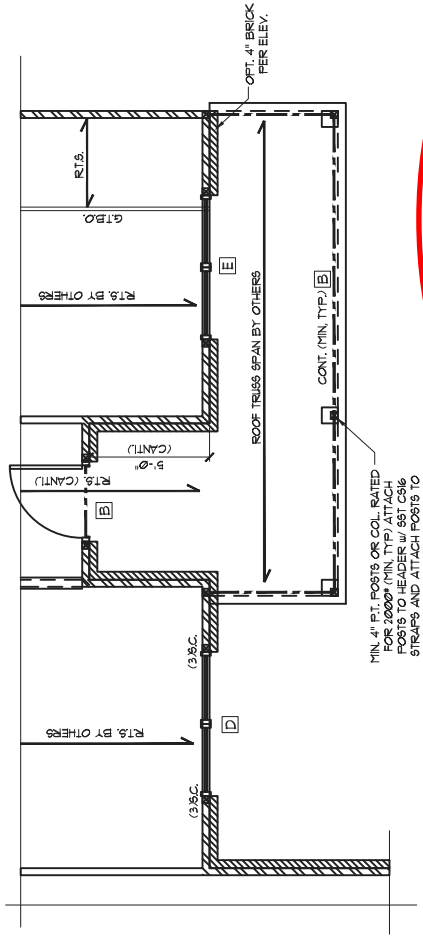 OPT. 4" BRICK
PER ELEV.
R.T.S.
G.T.B.O.
R.T.S. BY OTHERS
E
ROOF TRUSS SPAN BY OTHERS
CONT. (MIN, TYP.) B
5'-0"
(CANTI.)
R.T.S. (CANTI.)
B
MIN. 4" P.T. POSTS OR COL. RATED
FOR 2000# (MIN, TYP) ATTACH
POSTS TO HEADER w/ SST CS16
STRAPS AND ATTACH POSTS TO
(3)S.C.
D
R.T.S. BY OTHERS
(3)S.C.